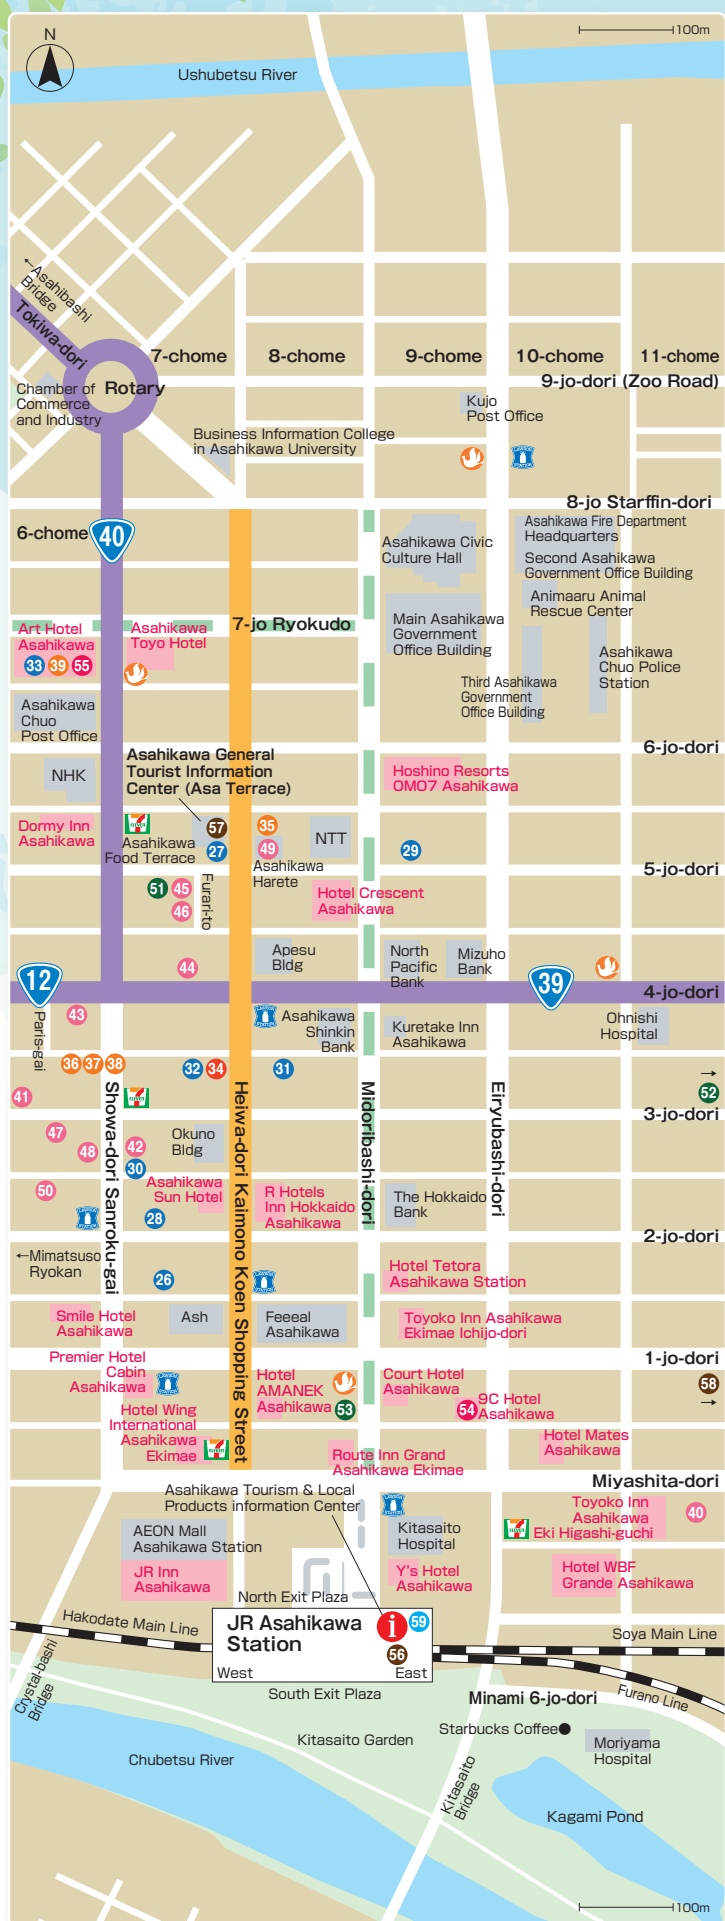 100m
N
Ushubetsu River
←Asahibashi
Bridge
Tokiwa-dori
7-chome
8-chome
9-chome
10-chome
11-chome
9-jo-dori (Zoo Road)
Chamber of
Commerce
and Industry
Rotary
Kujo
Post Office
Business Information College
in Asahikawa University
8-jo Starffin-dori
6-chome
40
Asahikawa Civic
Culture Hall
Asahikawa Fire Department
Headquarters
Second Asahikawa
Government Office Building
Animaaru Animal
Rescue Center
Art Hotel
Asahikawa
33 39 55
Asahikawa
Toyo Hotel
7-jo Ryokudo
Main Asahikawa
Government
Office Building
Asahikawa
Chuo Police
Station
Third Asahikawa
Government
Office Building
Asahikawa
Chuo
Post Office
6-jo-dori
NHK
Asahikawa General
Tourist Information
Center (Asa Terrace)
Hoshino Resorts
OMO7 Asahikawa
Dormy Inn
Asahikawa
7 ELEVEN
57
35
Asahikawa
Food Terrace
27
49
NTT
29
Asahikawa
Harete
5-jo-dori
51 45
46
Furari-to
Hotel Crescent
Asahikawa
44
Apesu
Bldg
North
Pacific
Bank
Mizuho
Bank
12
39
4-jo-dori
43
Paris-gai
Asahikawa
Shinkin
Bank
Kuretake Inn
Asahikawa
Ohnishi
Hospital
36 37 38
32 34
31
→
52
41
7 ELEVEN
Showa-dori Sanroku-gai
Heiwa-dori Kaimono Koen Shopping Street
Midoribashi-dori
Eiryubashi-dori
3-jo-dori
47
48
42
30
Okuno
Bldg
50
Asahikawa
Sun Hotel
R Hotels
Inn Hokkaido
Asahikawa
The Hokkaido
Bank
28
2-jo-dori
←Mimatsuso
Ryokan
26
Hotel Tetora
Asahikawa Station
Smile Hotel
Asahikawa
Ash
Feeeal
Asahikawa
Toyoko Inn Asahikawa
Ekimae Ichijo-dori
1-jo-dori
Premier Hotel
Cabin
Asahikawa
Hotel
AMANEK
Asahikawa
53
Court Hotel
Asahikawa
54
9C Hotel
Asahikawa
58
→
Hotel Wing
International
Asahikawa
Ekimae
7 ELEVEN
Route Inn Grand
Asahikawa Ekimae
Hotel Mates
Asahikawa
Miyashita-dori
Asahikawa Tourism & Local
Products information Center
AEON Mall
Asahikawa Station
Kitasaito
Hospital
7 ELEVEN
Toyoko Inn
Asahikawa
Eki Higashi-guchi
40
JR Inn
Asahikawa
Y's Hotel
Asahikawa
Hotel WBF
Grande Asahikawa
North Exit Plaza
Hakodate Main Line
JR Asahikawa
Station
i 59
56
West
East
Soya Main Line
Crystal-bashi
Bridge
South Exit Plaza
Minami 6-jo-dori
Furano Line
Kitasaito Garden
Starbucks Coffee●
Moriyama
Hospital
Chubetsu River
Kitasaito
Bridge
Kagami Pond
100m